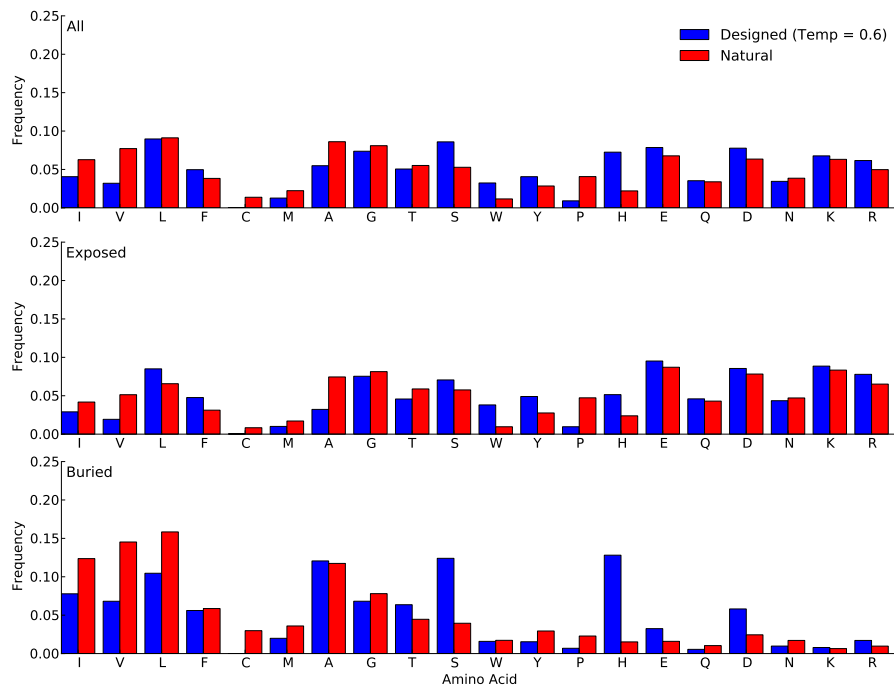 All
Designed (Temp = 0.6)
Natural
Frequency
0.25
0.20
0.15
0.10
0.05
0.00
I V L F C M A G T S W Y P H E Q D N K R
Exposed
Frequency
0.25
0.20
0.15
0.10
0.05
0.00
I V L F C M A G T S W Y P H E Q D N K R
Buried
Frequency
0.25
0.20
0.15
0.10
0.05
0.00
I V L F C M A G T S W Y P H E Q D N K R
Amino Acid